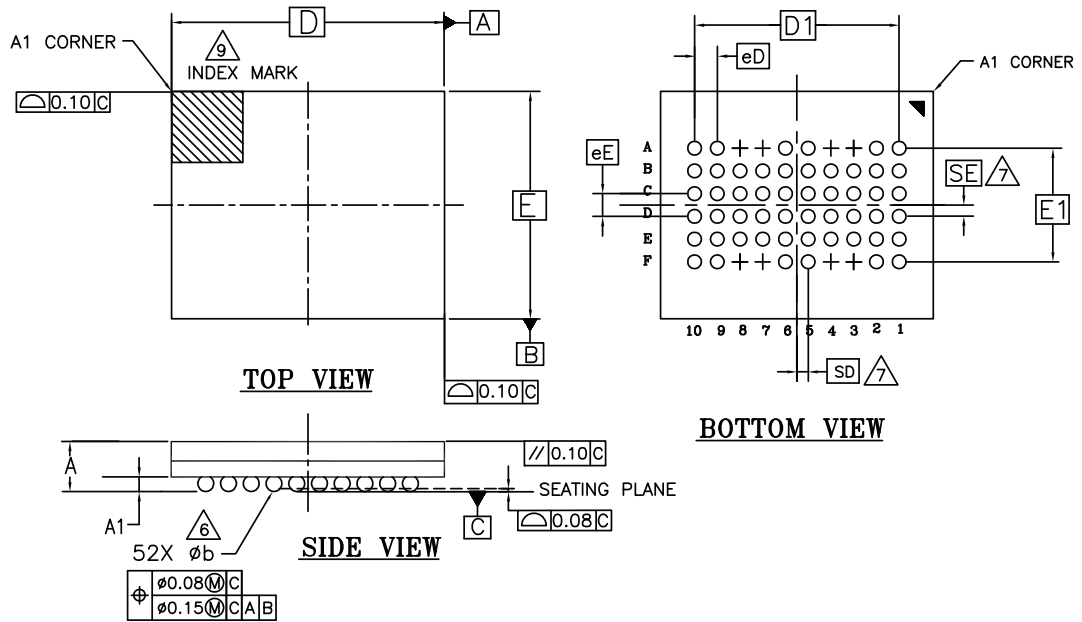 D
A
A1 CORNER
9
INDEX MARK
⌓ 0.10 C
E
B
⌓ 0.10 C
TOP VIEW
D1
eD
A1 CORNER
eE
A
B
C
D
E
F
SE 7
E1
10 9 8 7 6 5 4 3 2 1
SD 7
BOTTOM VIEW
A
// 0.10 C
A1
SEATING PLANE
C
⌓ 0.08 C
6
52X øb
SIDE VIEW
⌖ ø0.08Ⓜ C
ø0.15Ⓜ C A B